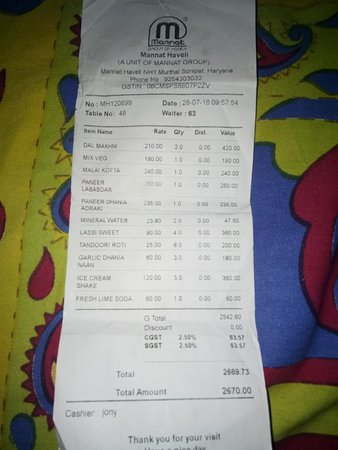 Mannat
GROUP OF HOTELS
Mannat Haveli
(A UNIT OF MANNAT GROUP)
Mannat Haveli NH1 Murthal Sonipat, Haryana
Phone No : 9254303032
GSTIN : 06CMSPS8607P2ZV
No : MH120899 Date : 28-07-18 09:57:54
Table No : 48 Waiter : 63
Item Name Rate Qty Dist. Value
DAL MAKHNI 210.00 2.0 0.00 420.00
MIX VEG 190.00 1.0 0.00 190.00
MALAI KOFTA 240.00 1.0 0.00 240.00
PANEER 250.00 1.0 0.00 250.00
LABABDAR
PANEER DHANIA 235.00 1.0 0.00 235.00
ADRAKI
MINERAL WATER 23.80 2.0 0.00 47.60
LASSI SWEET 90.00 4.0 0.00 360.00
TANDOORI ROTI 25.00 8.0 0.00 200.00
GARLIC DHANIA 60.00 3.0 0.00 180.00
NAAN
ICE CREAM 120.00 3.0 0.00 360.00
SHAKE
FRESH LIME SODA 60.00 1.0 0.00 60.00
G.Total 2542.60
Discount 0.00
CGST 2.50% 63.57
SGST 2.50% 63.57
Total 2669.73
Total Amount 2670.00
Cashier : jony
Thank you for your visit
Have a nice day